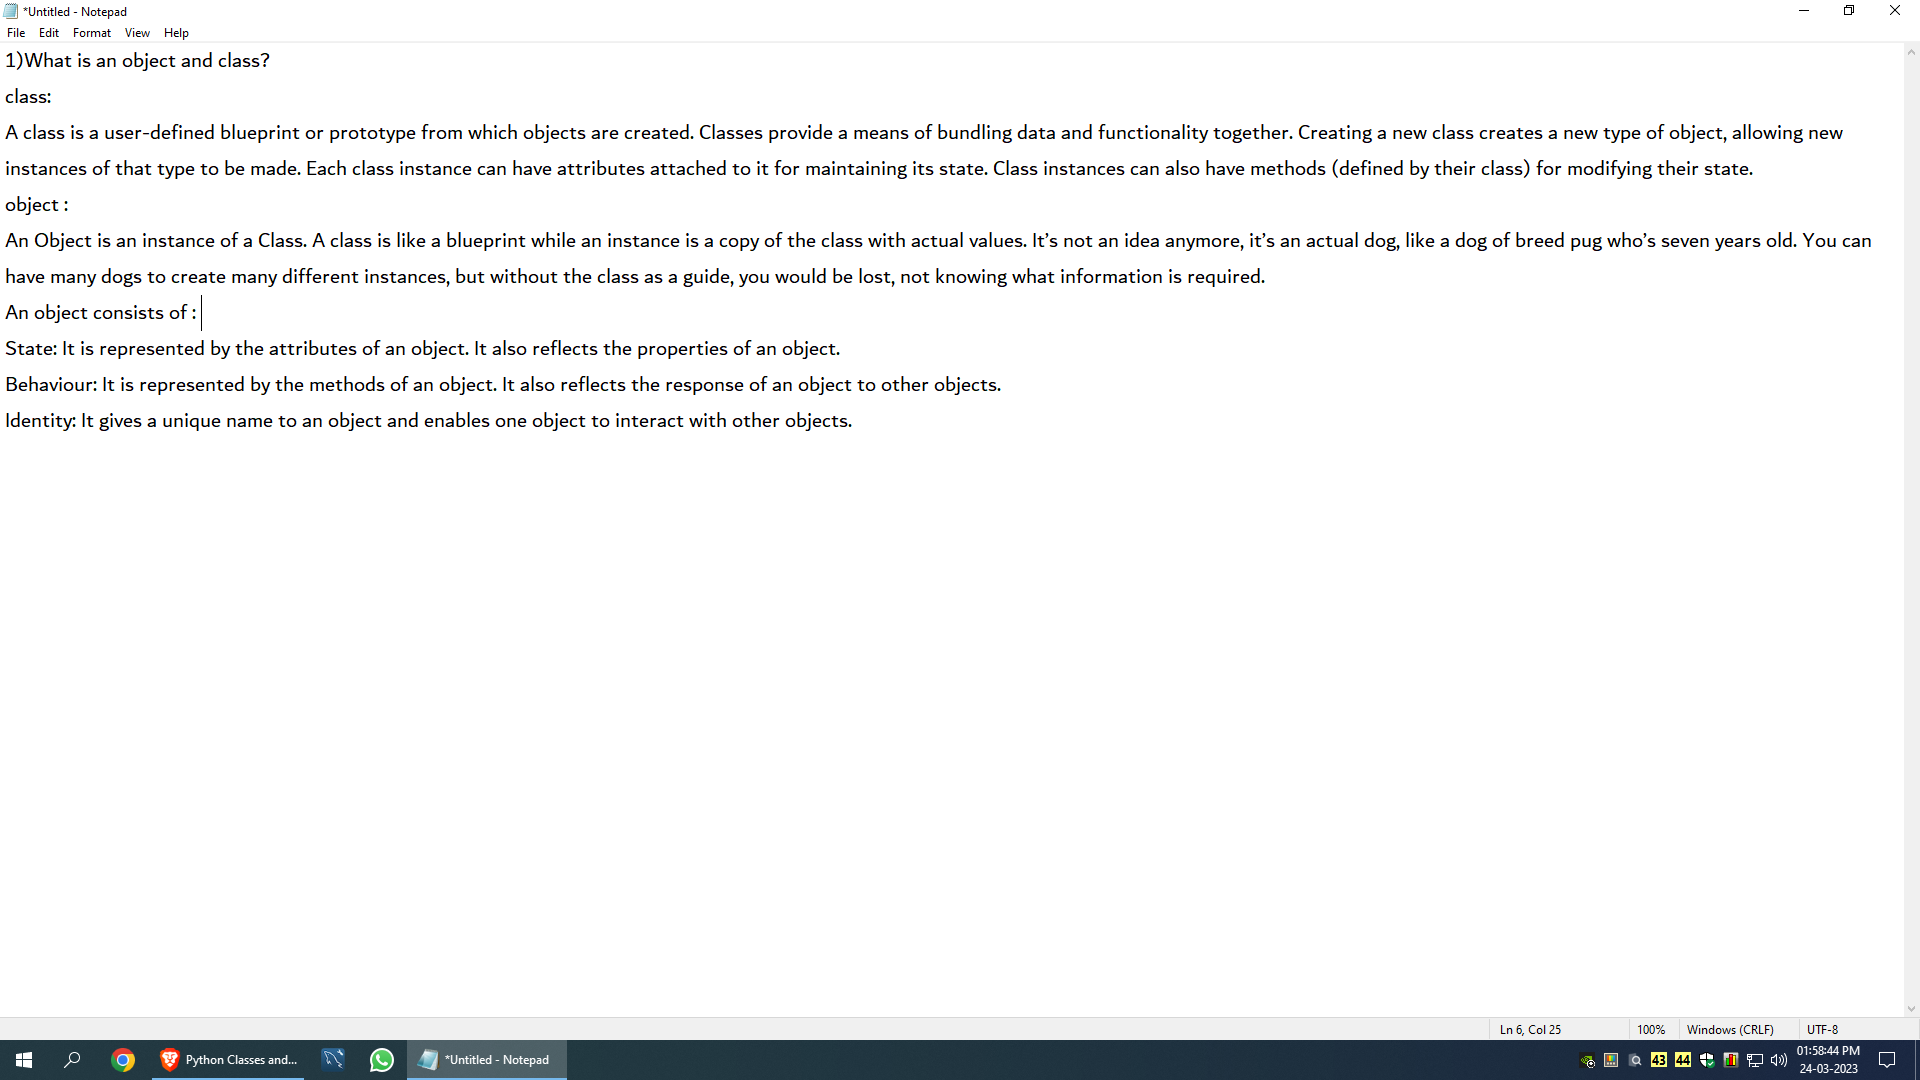 *Untitled - Notepad
File Edit Format View Help
1)What is an object and class?
class:
A class is a user-defined blueprint or prototype from which objects are created. Classes provide a means of bundling data and functionality together. Creating a new class creates a new type of object, allowing new
instances of that type to be made. Each class instance can have attributes attached to it for maintaining its state. Class instances can also have methods (defined by their class) for modifying their state.
object :
An Object is an instance of a Class. A class is like a blueprint while an instance is a copy of the class with actual values. It’s not an idea anymore, it’s an actual dog, like a dog of breed pug who’s seven years old. You can
have many dogs to create many different instances, but without the class as a guide, you would be lost, not knowing what information is required.
An object consists of :
State: It is represented by the attributes of an object. It also reflects the properties of an object.
Behaviour: It is represented by the methods of an object. It also reflects the response of an object to other objects.
Identity: It gives a unique name to an object and enables one object to interact with other objects.
Ln 6, Col 25 100% Windows (CRLF) UTF-8
Python Classes and... *Untitled - Notepad 43 44 01:58:44 PM
24-03-2023